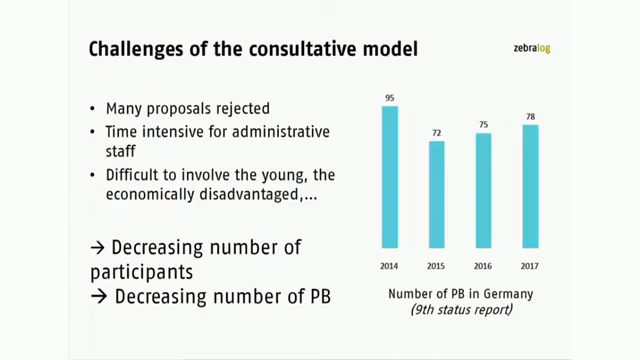 Challenges of the consultative model
zebralog
• Many proposals rejected
• Time intensive for administrative
staff
• Difficult to involve the young, the
economically disadvantaged,...
→ Decreasing number of
participants
→ Decreasing number of PB
95
72
75
78
2014 2015 2016 2017
Number of PB in Germany
(9th status report)